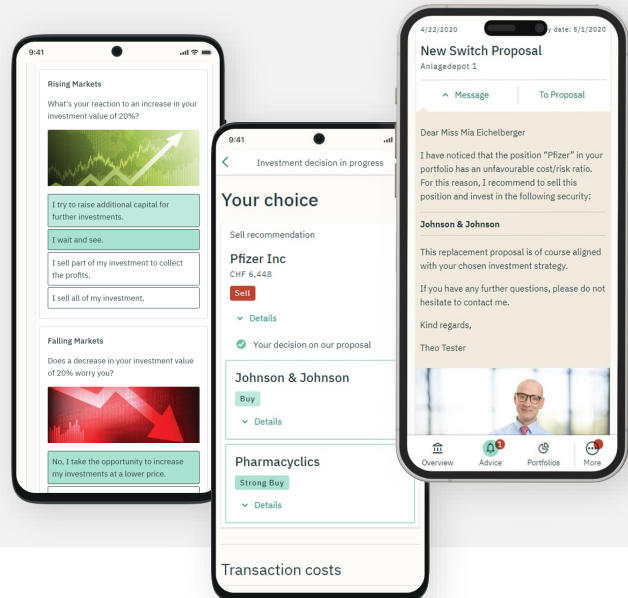 9:41
Rising Markets
What's your reaction to an increase in your
investment value of 20%?
I try to raise additional capital for
further investments.
I wait and see.
I sell part of my investment to collect
the profits.
I sell all of my investment.
Falling Markets
Does a decrease in your investment value
of 20% worry you?
No, I take the opportunity to increase
my investments at a lower price.
9:41
Investment decision in progress
Your choice
Sell recommendation
Pfizer Inc
CHF 6,448
Sell
Details
Your decision on our proposal
Johnson & Johnson
Buy
Details
Pharmacyclics
Strong Buy
Details
Transaction costs
4/22/2020
date: 5/1/2020
New Switch Proposal
Anlagedepot 1
Message
To Proposal
Dear Miss Mia Eichelberger
I have noticed that the position "Pfizer" in your
portfolio has an unfavourable cost/risk ratio.
For this reason, I recommend to sell this
position and invest in the following security:
Johnson & Johnson
This replacement proposal is of course aligned
with your chosen investment strategy.
If you have any further questions, please do not
hesitate to contact me.
Kind regards,
Theo Tester
1
Overview
Advice
Portfolios
More